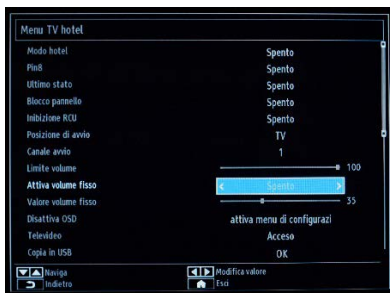 Menu TV hotel
Modo hotel Spento
Pin8 Spento
Ultimo stato Spento
Blocco pannello Spento
Inibizione RCU Spento
Posizione di avvio TV
Canale avvio 1
Limite volume 100
Attiva volume fisso Spento
Valore volume fisso 35
Disattiva OSD attiva menu di configurazi
Televideo Acceso
Copia in USB OK
Naviga Modifica valore
Indietro Esci